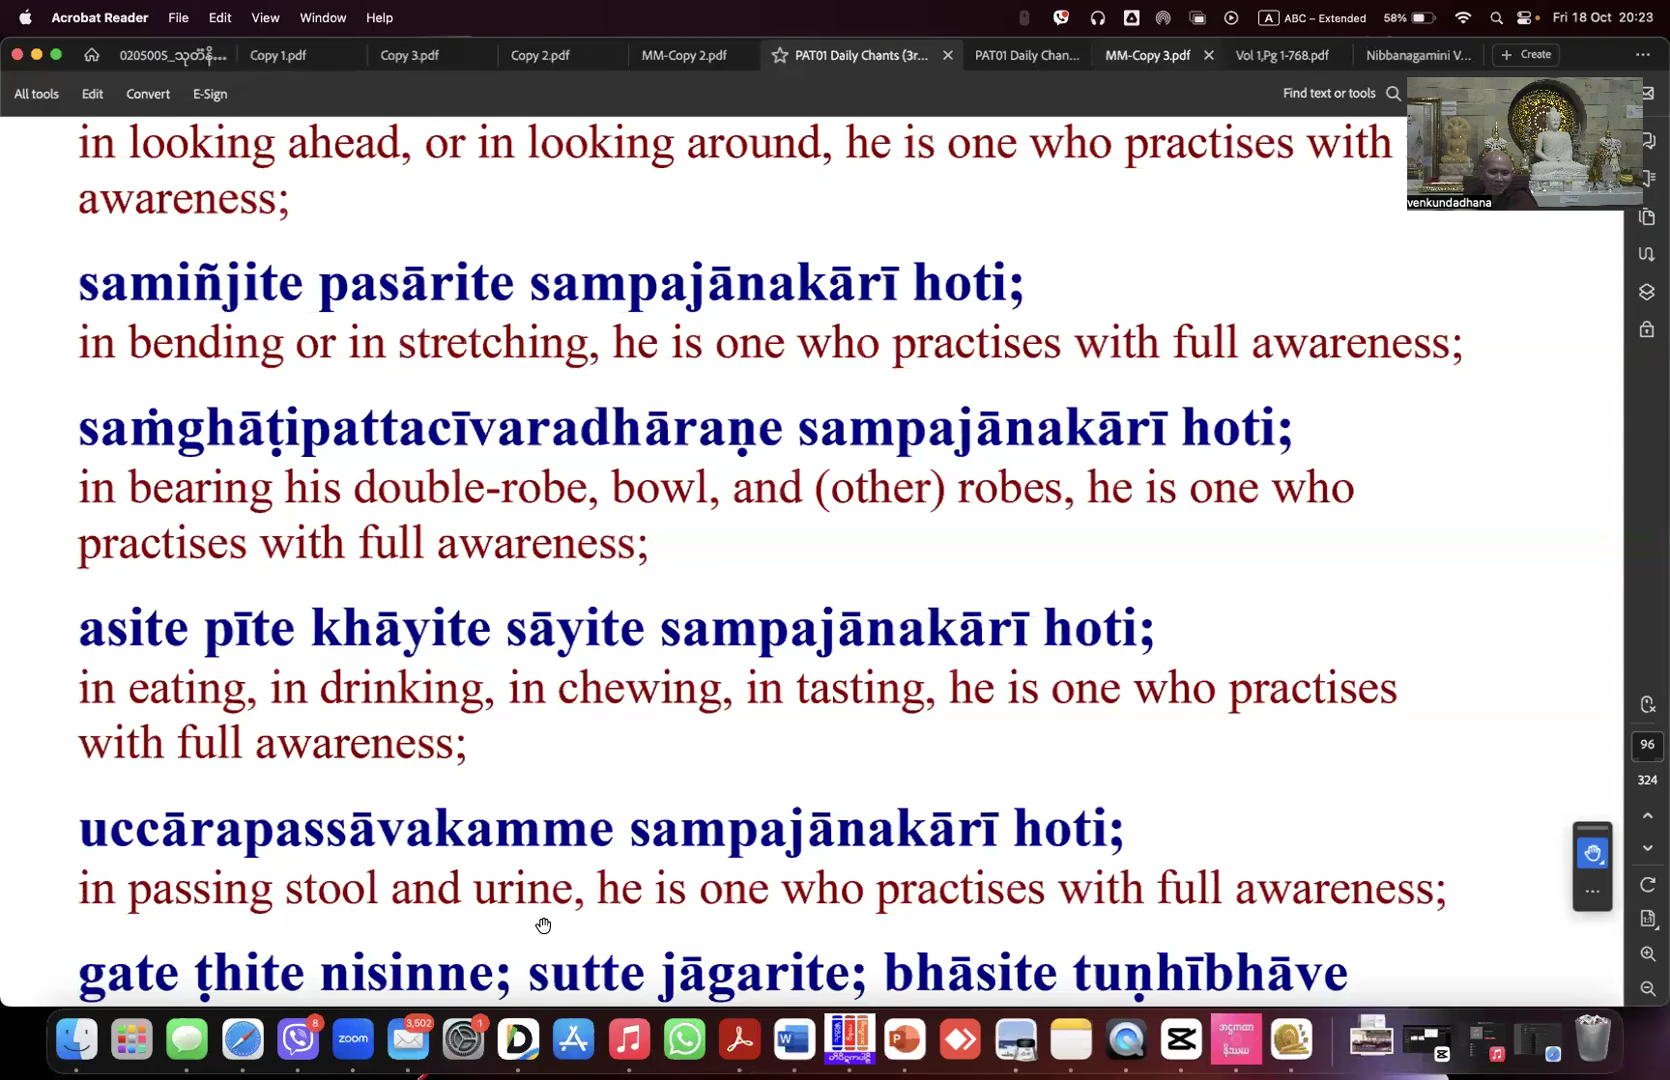 Acrobat Reader File Edit View Window Help
ABC – Extended 58% Fri 18 Oct 20:23
Copy 1.pdf Copy 3.pdf Copy 2.pdf MM-Copy 2.pdf PAT01 Daily Chants (3r... PAT01 Daily Chan... MM-Copy 3.pdf Vol 1,Pg 1-768.pdf Nibbanagamini V... Create
All tools Edit Convert E-Sign Find text or tools
in looking ahead, or in looking around, he is one who practises with
awareness;
venkundadhana
samiñjite pasārite sampajānakārī hoti;
in bending or in stretching, he is one who practises with full awareness;
saṁghāṭipattacīvaradhāraṇe sampajānakārī hoti;
in bearing his double-robe, bowl, and (other) robes, he is one who
practises with full awareness;
asite pīte khāyite sāyite sampajānakārī hoti;
in eating, in drinking, in chewing, in tasting, he is one who practises
with full awareness;
96
324
uccārapassāvakamme sampajānakārī hoti;
in passing stool and urine, he is one who practises with full awareness;
gate ṭhite nisinne; sutte jāgarite; bhāsite tuṇhībhāve
8 zoom 3,502 1